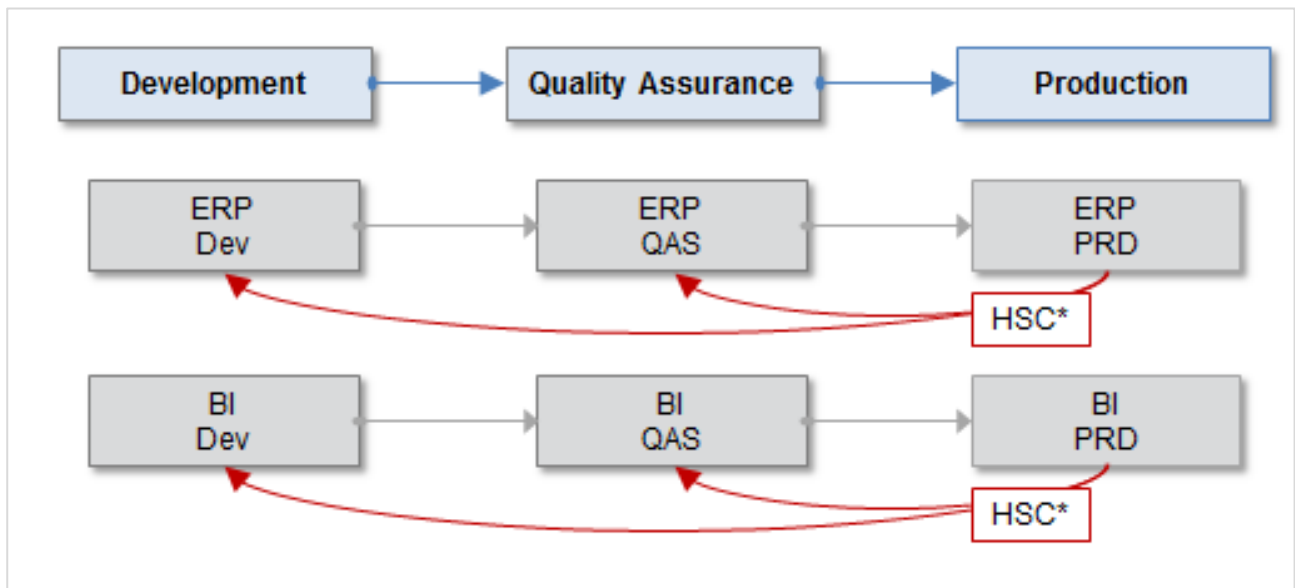 Development
Quality Assurance
Production
ERP
Dev
ERP
QAS
ERP
PRD
HSC*
BI
Dev
BI
QAS
BI
PRD
HSC*